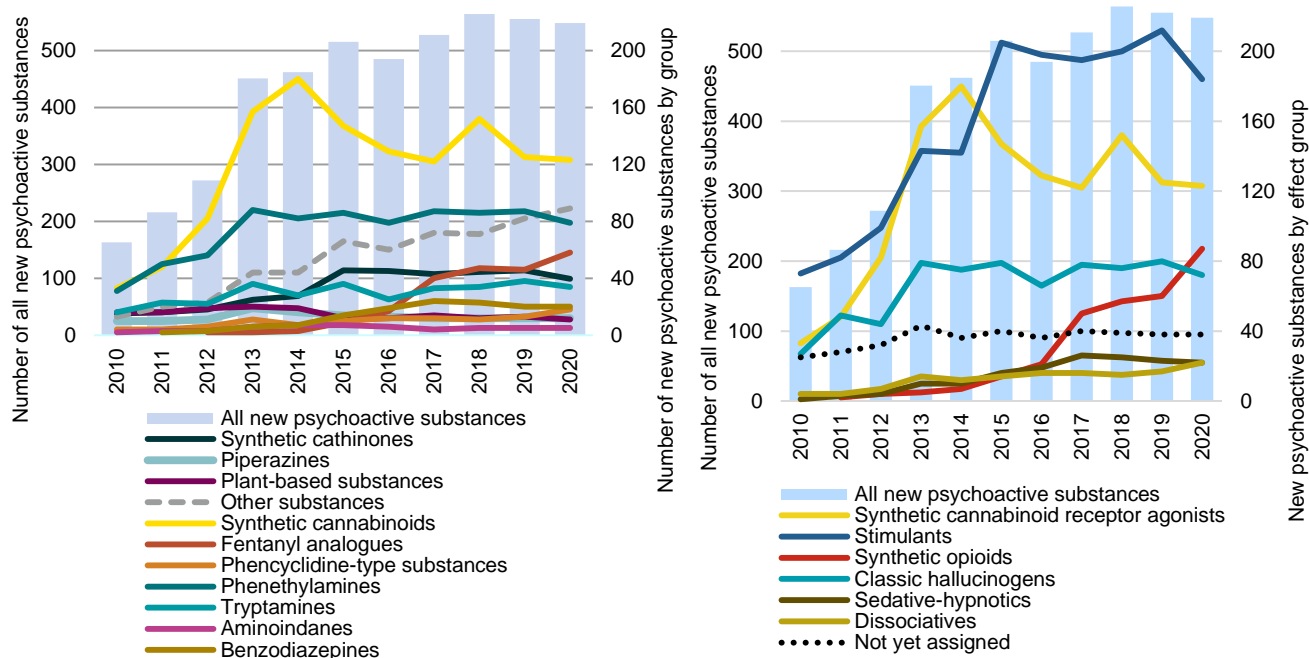 Number of all new psychoactive substances
500
400
300
200
100
0
200
160
120
80
40
0
Number of new psychoactive substances by group
2010
2011
2012
2013
2014
2015
2016
2017
2018
2019
2020
All new psychoactive substances
Synthetic cathinones
Piperazines
Plant-based substances
Other substances
Synthetic cannabinoids
Fentanyl analogues
Phencyclidine-type substances
Phenethylamines
Tryptamines
Aminoindanes
Benzodiazepines
Number of all new psychoactive substances
500
400
300
200
100
0
200
160
120
80
40
0
New psychoactive substances by effect group
2010
2011
2012
2013
2014
2015
2016
2017
2018
2019
2020
All new psychoactive substances
Synthetic cannabinoid receptor agonists
Stimulants
Synthetic opioids
Classic hallucinogens
Sedative-hypnotics
Dissociatives
Not yet assigned